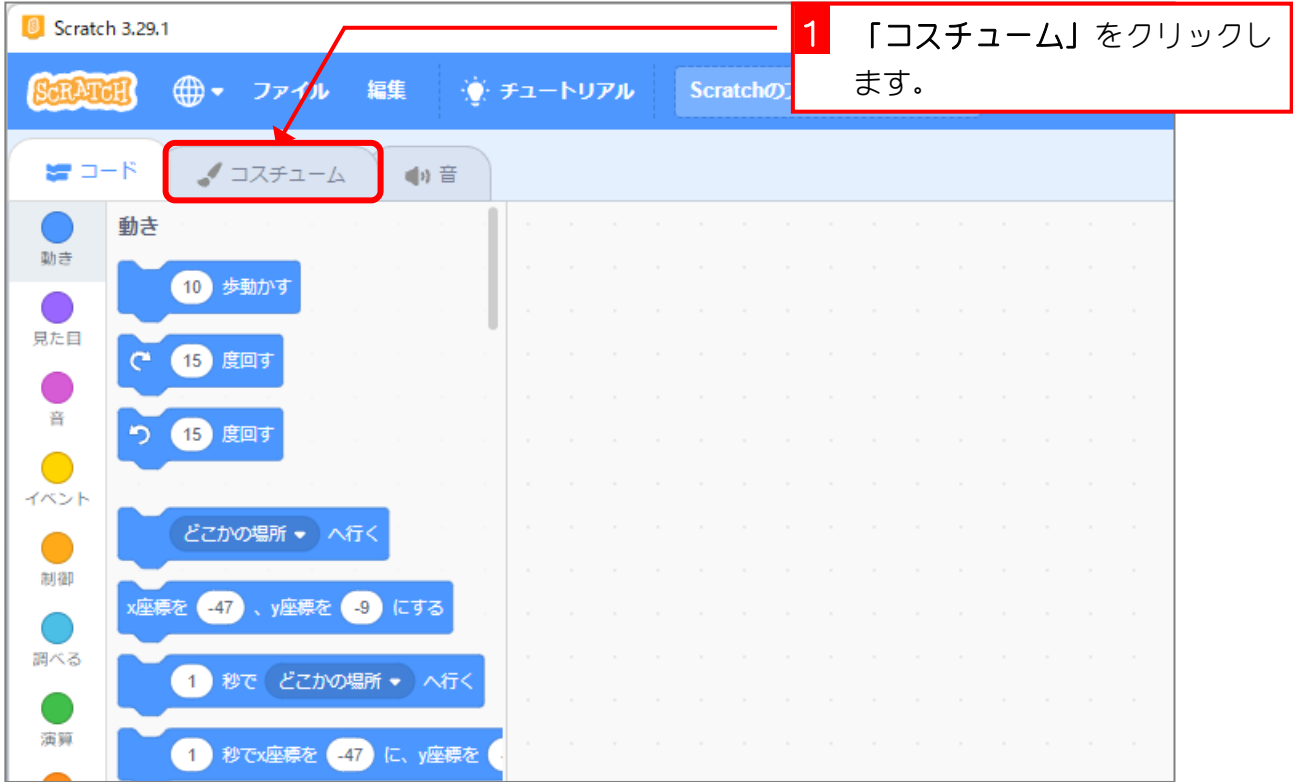 Scratch 3.29.1
1 「コスチューム」をクリックし
ます。
SCRATCH ファイル 編集 チュートリアル Scratchの
コード コスチューム 音
動き
動き
10 歩動かす
見た目
15 度回す
音
15 度回す
イベント
どこかの場所 へ行く
制御
x座標を -47 、y座標を -9 にする
調べる
1 秒で どこかの場所 へ行く
演算
1 秒でx座標を -47 に、y座標を